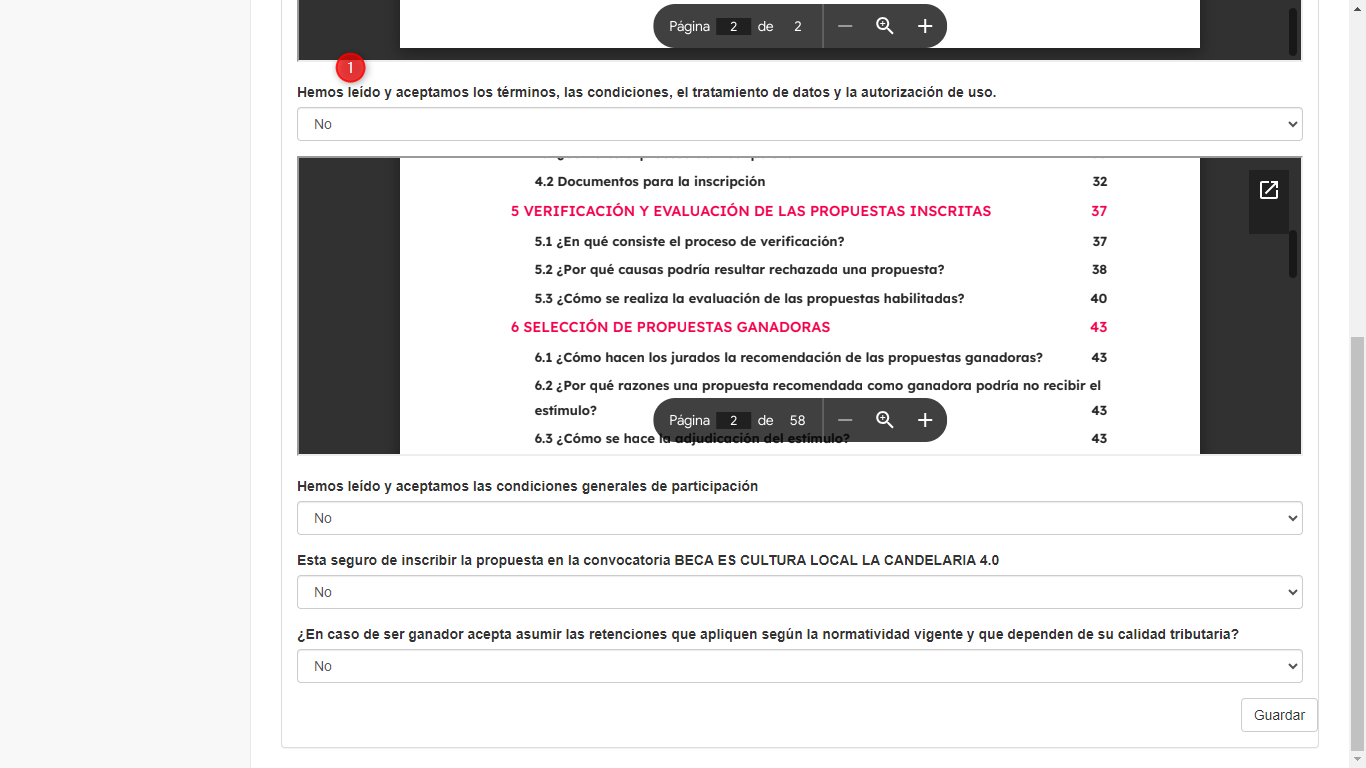 Página 2 de 2
1
Hemos leído y aceptamos los términos, las condiciones, el tratamiento de datos y la autorización de uso.
No
4.2 Documentos para la inscripción 32
5 VERIFICACIÓN Y EVALUACIÓN DE LAS PROPUESTAS INSCRITAS 37
5.1 ¿En qué consiste el proceso de verificación? 37
5.2 ¿Por qué causas podría resultar rechazada una propuesta? 38
5.3 ¿Cómo se realiza la evaluación de las propuestas habilitadas? 40
6 SELECCIÓN DE PROPUESTAS GANADORAS 43
6.1 ¿Cómo hacen los jurados la recomendación de las propuestas ganadoras? 43
6.2 ¿Por qué razones una propuesta recomendada como ganadora podría no recibir el
estímulo? 43
Página 2 de 58
6.3 ¿Cómo se hace la adjudicación del estímulo? 43
Hemos leído y aceptamos las condiciones generales de participación
No
Esta seguro de inscribir la propuesta en la convocatoria BECA ES CULTURA LOCAL LA CANDELARIA 4.0
No
¿En caso de ser ganador acepta asumir las retenciones que apliquen según la normatividad vigente y que dependen de su calidad tributaria?
No
Guardar